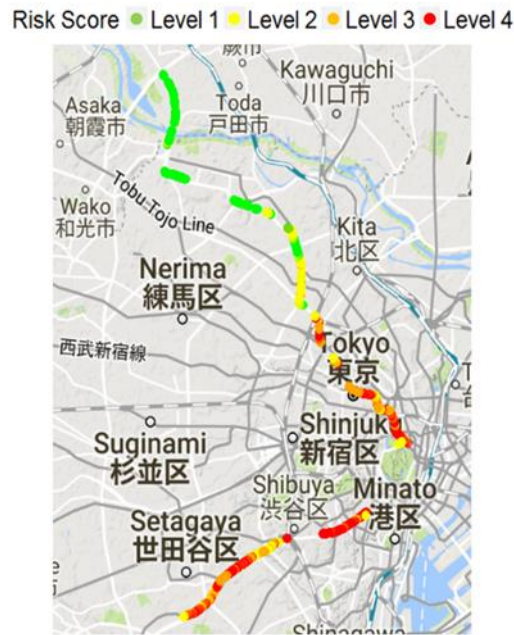 Risk Score Level 1 Level 2 Level 3 Level 4
蕨市
Kawaguchi
川口市
Asaka
朝霞市
Toda
戸田市
Tobu Tojo Line
Wako
和光市
Kita
北区
Nerima
練馬区
西武新宿線
Tokyo
東京
Shinjuku
新宿区
Suginami
杉並区
Shibuya
渋谷区
Minato
港区
Setagaya
世田谷区
Shinagawa